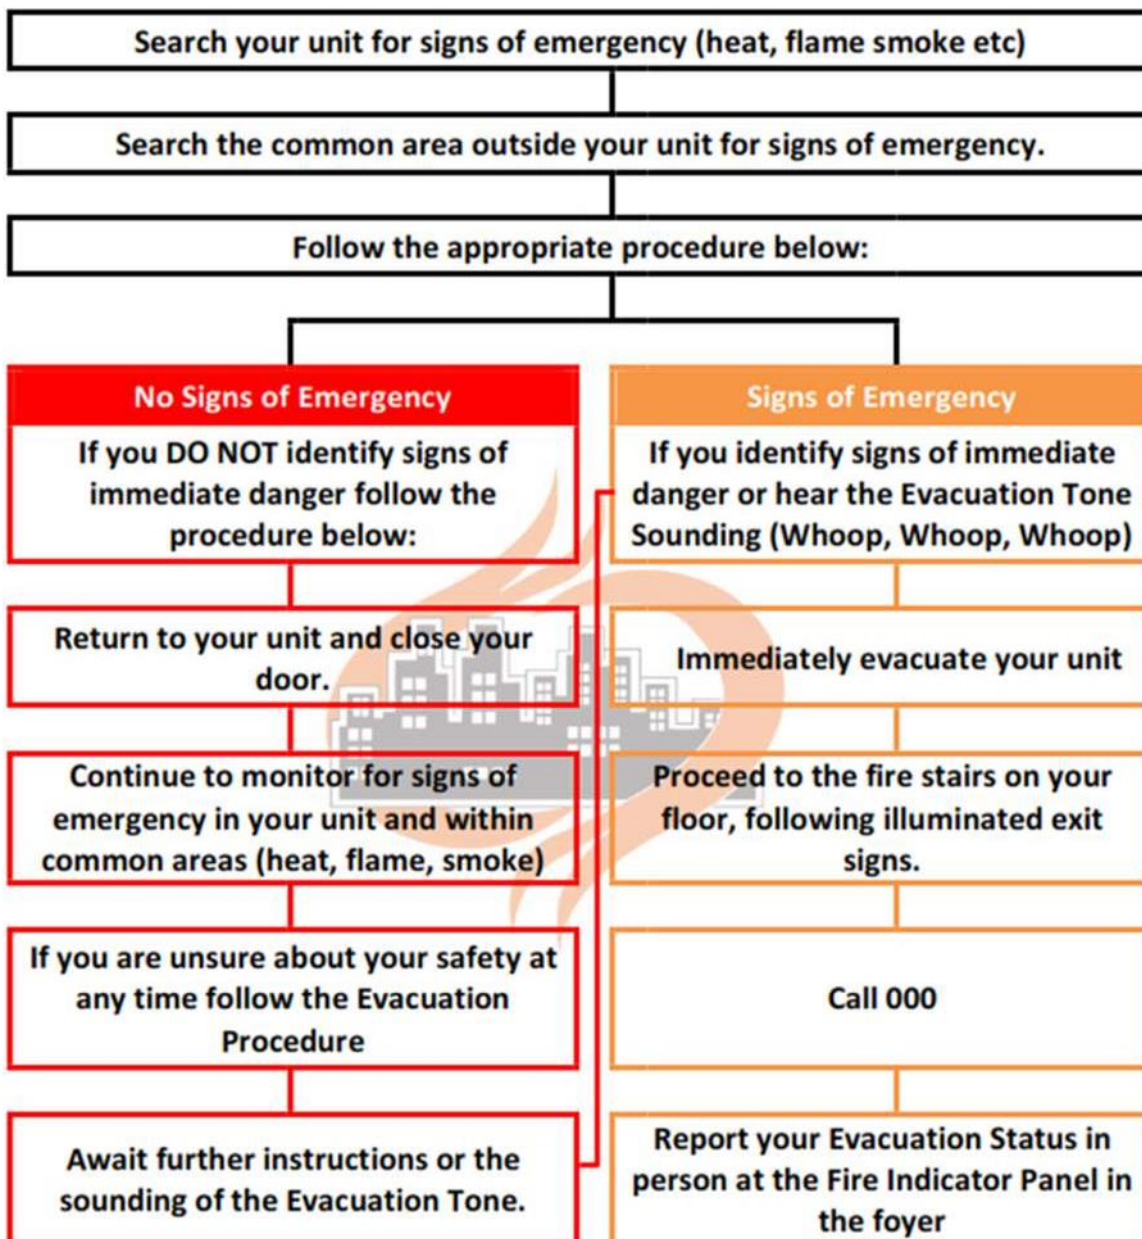 Search your unit for signs of emergency (heat, flame smoke etc)
Search the common area outside your unit for signs of emergency.
Follow the appropriate procedure below:
No Signs of Emergency
If you DO NOT identify signs of
immediate danger follow the
procedure below:
Return to your unit and close your
door.
Continue to monitor for signs of
emergency in your unit and within
common areas (heat, flame, smoke)
If you are unsure about your safety at
any time follow the Evacuation
Procedure
Await further instructions or the
sounding of the Evacuation Tone.
Signs of Emergency
If you identify signs of immediate
danger or hear the Evacuation Tone
Sounding (Whoop, Whoop, Whoop)
Immediately evacuate your unit
Proceed to the fire stairs on your
floor, following illuminated exit
signs.
Call 000
Report your Evacuation Status in
person at the Fire Indicator Panel in
the foyer